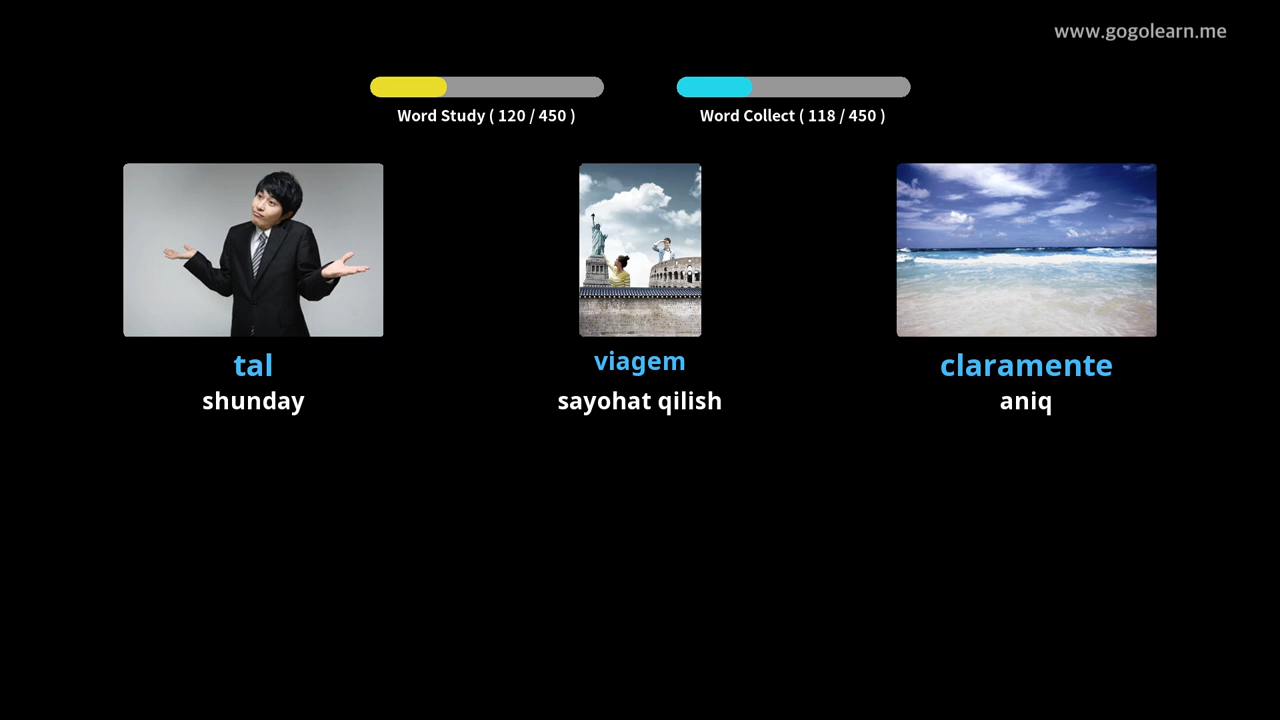 www.gogolearn.me
Word Study ( 120 / 450 )
Word Collect ( 118 / 450 )
tal
shunday
viagem
sayohat qilish
claramente
aniq